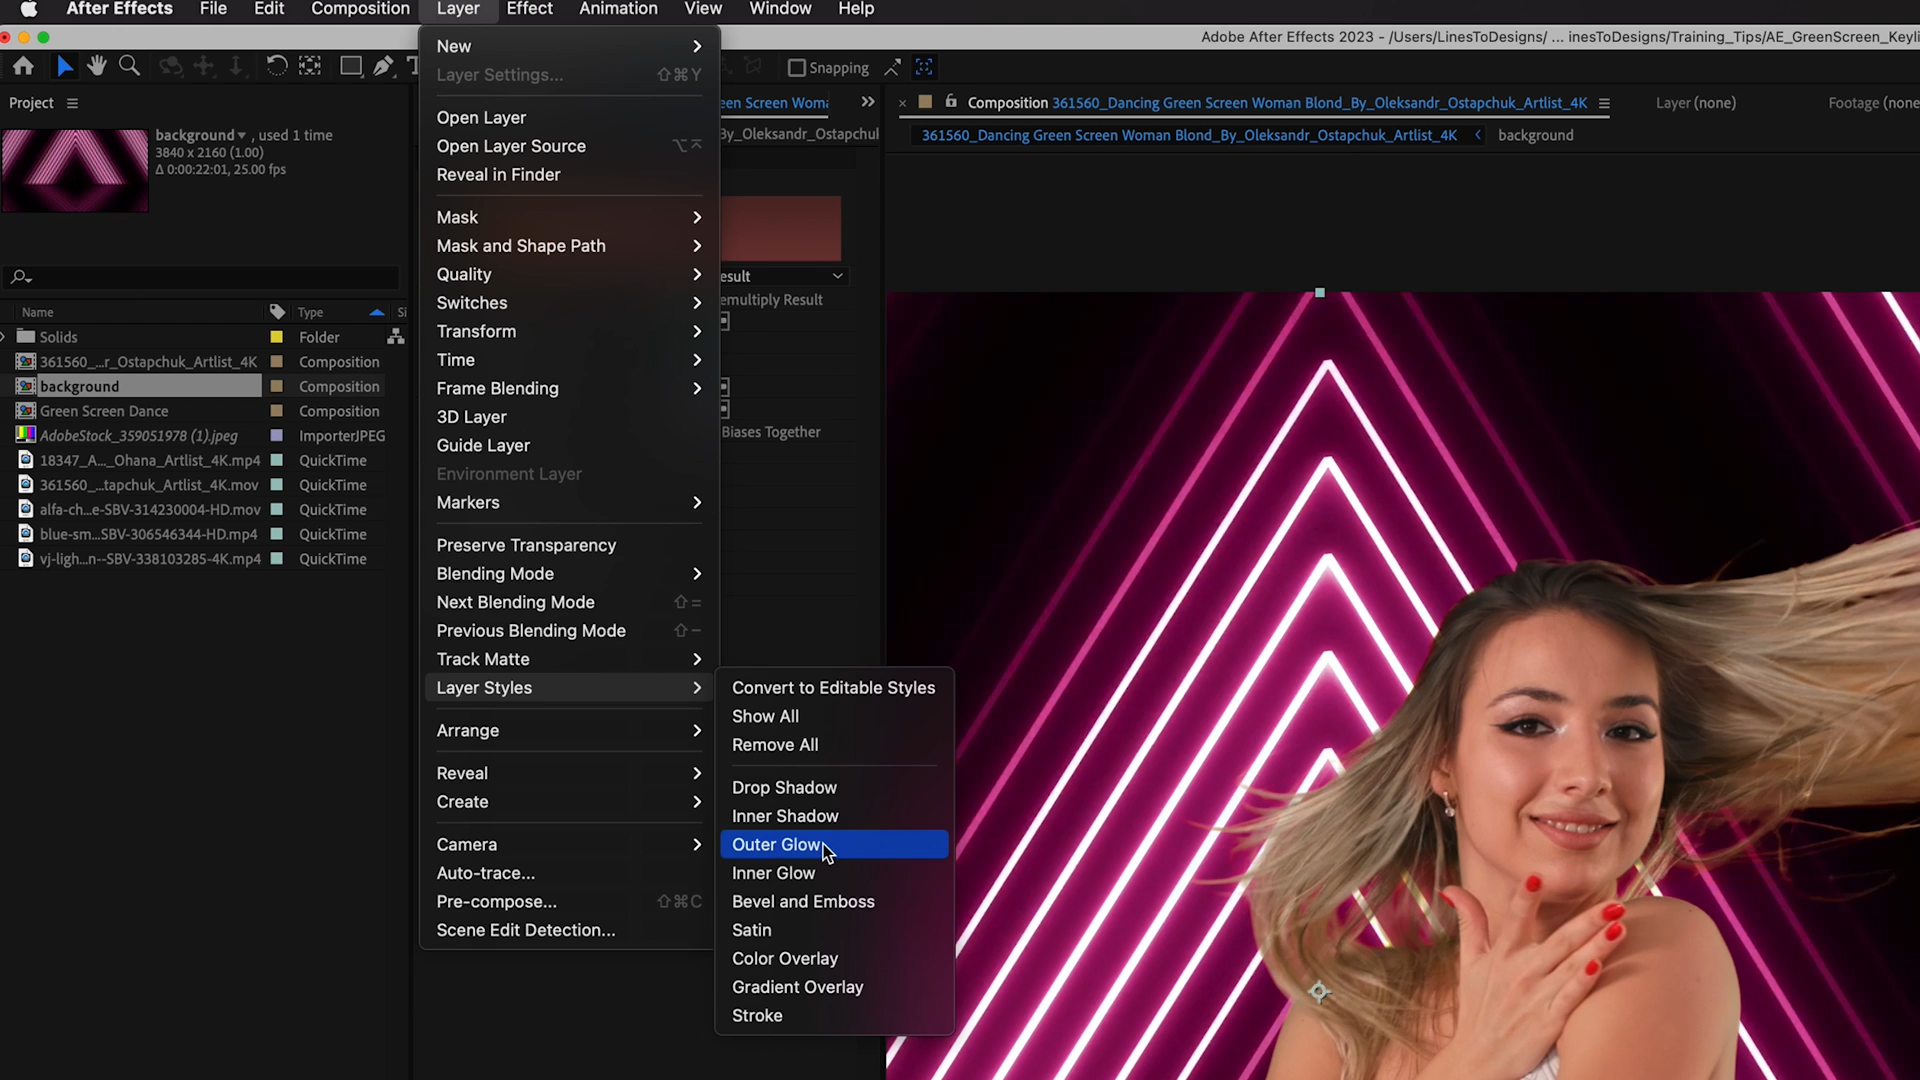 After Effects File Edit Composition Layer Effect Animation View Window Help
Adobe After Effects 2023 - /Users/LinesToDesigns/ ... inesToDesigns/Training_Tips/AE_GreenScreen_Keyli
Snapping
Project
background , used 1 time
3840 x 2160 (1.00)
Δ 0:00:22:01, 25.00 fps
Name Type Si
Solids Folder
361560_...r_Ostapchuk_Artlist_4K Composition
background Composition
Green Screen Dance Composition
AdobeStock_359051978 (1).jpeg ImporterJPEG
18347_A..._Ohana_Artlist_4K.mp4 QuickTime
361560_...tapchuk_Artlist_4K.mov QuickTime
alfa-ch...e-SBV-314230004-HD.mov QuickTime
blue-sm...SBV-306546344-HD.mp4 QuickTime
vj-ligh...n--SBV-338103285-4K.mp4 QuickTime
New
Layer Settings... ⇧⌘Y
Open Layer
Open Layer Source ⌥⌃
Reveal in Finder
Mask
Mask and Shape Path
Quality
Switches
Transform
Time
Frame Blending
3D Layer
Guide Layer
Environment Layer
Markers
Preserve Transparency
Blending Mode
Next Blending Mode ⇧=
Previous Blending Mode ⇧−
Track Matte
Layer Styles
Arrange
Reveal
Create
Camera
Auto-trace...
Pre-compose... ⇧⌘C
Scene Edit Detection...
Convert to Editable Styles
Show All
Remove All
Drop Shadow
Inner Shadow
Outer Glow
Inner Glow
Bevel and Emboss
Satin
Color Overlay
Gradient Overlay
Stroke
een Screen Woma
By_Oleksandr_Ostapchuk
esult
emultiply Result
Biases Together
Composition 361560_Dancing Green Screen Woman Blond_By_Oleksandr_Ostapchuk_Artlist_4K Layer (none) Footage (none
361560_Dancing Green Screen Woman Blond_By_Oleksandr_Ostapchuk_Artlist_4K background